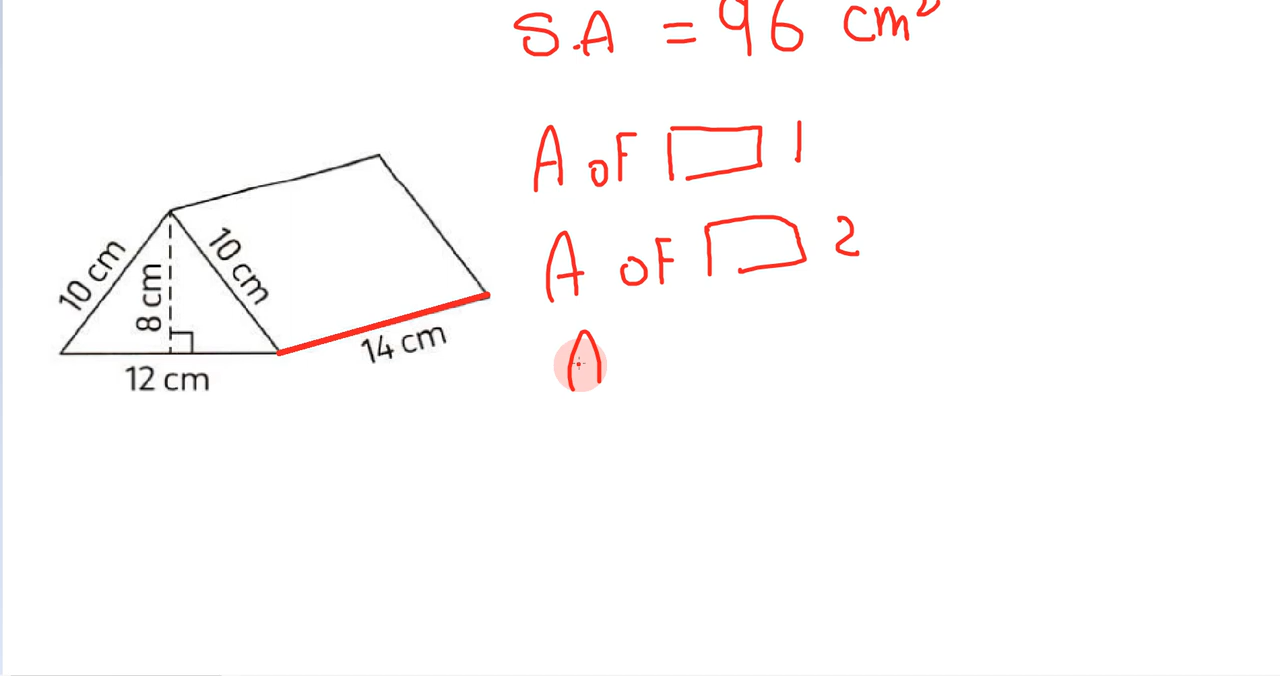 S.A = 96 cm²
A of 1
A of 2
A
10 cm
8 cm
10 cm
12 cm
14 cm